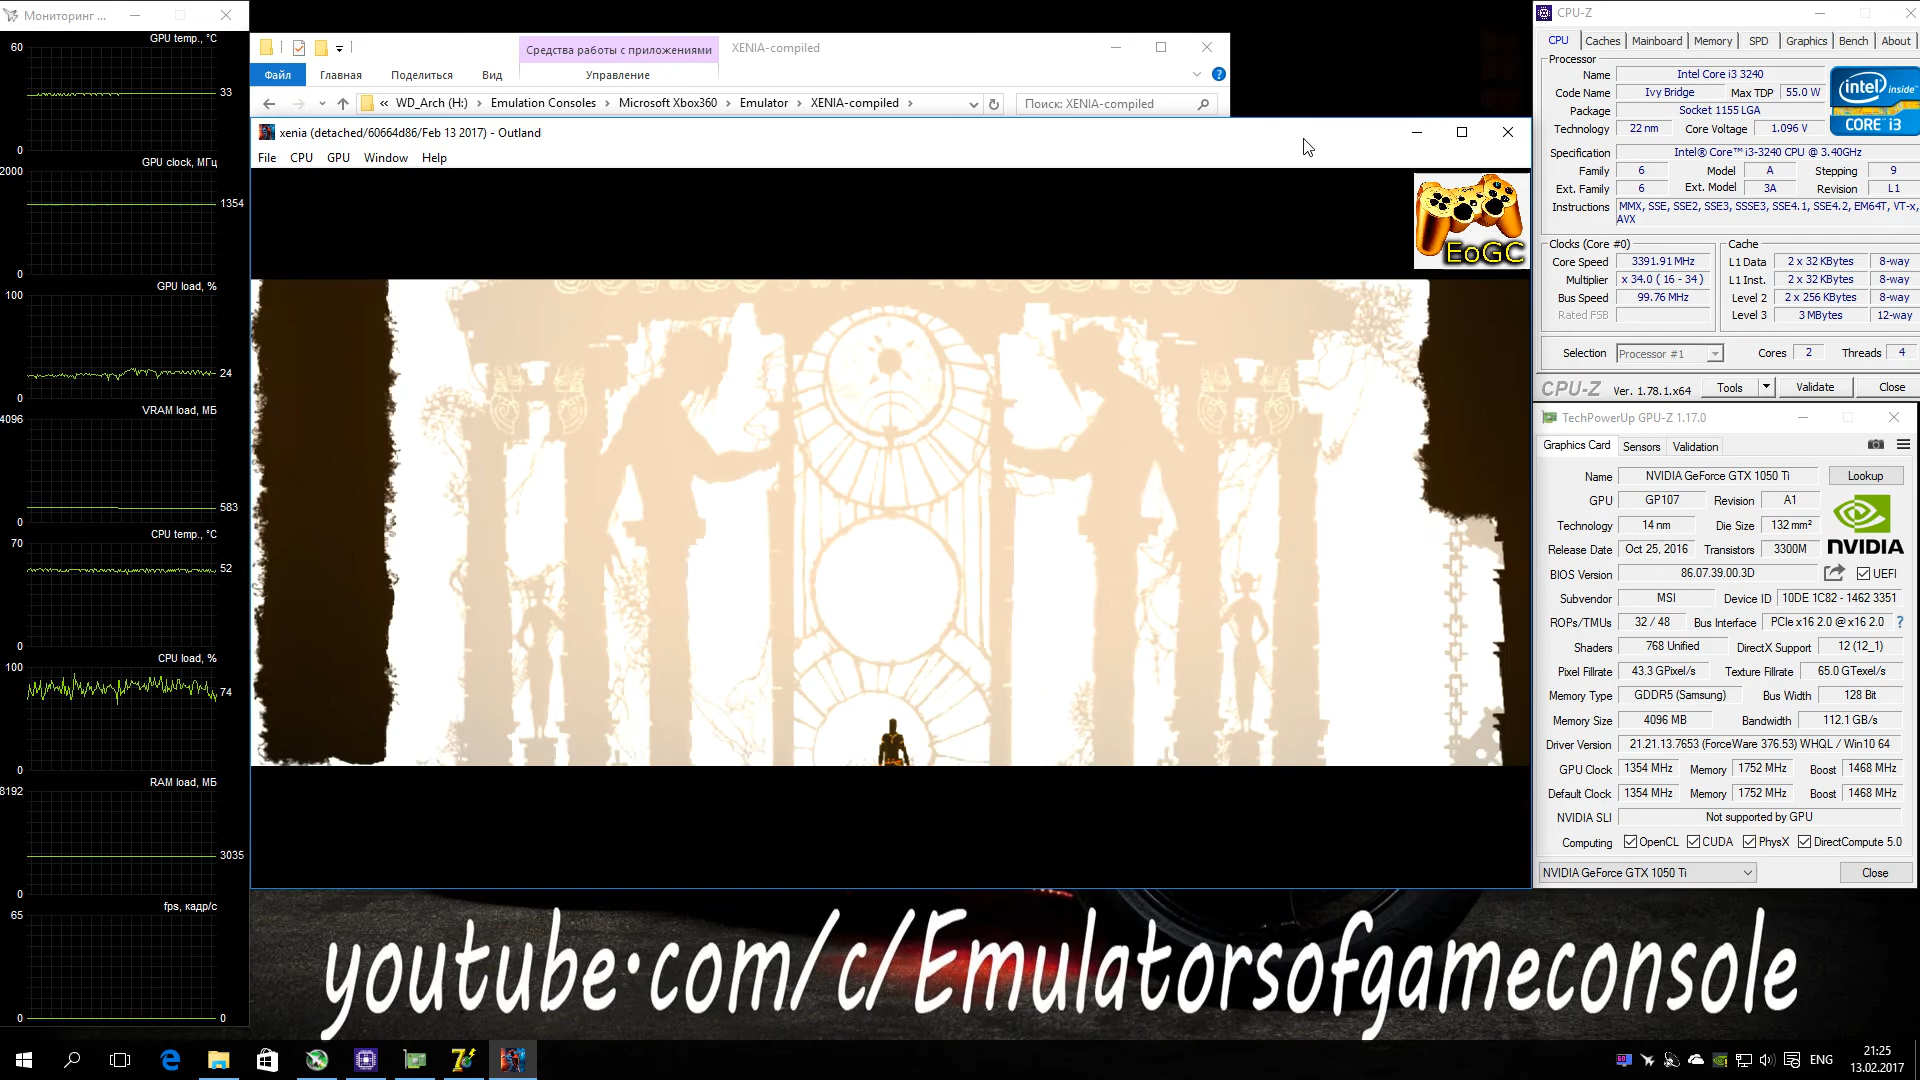 Мониторинг ...
GPU temp., °C
60
33
0
GPU clock, МГц
2000
1354
0
GPU load, %
100
24
0
VRAM load, МБ
4096
583
0
CPU temp., °C
70
52
0
CPU load, %
100
74
0
RAM load, МБ
8192
3035
0
fps, кадр/с
65
0
0
Средства работы с приложениями
XENIA-compiled
Файл
Главная
Поделиться
Вид
Управление
« WD_Arch (H:) > Emulation Consoles > Microsoft Xbox360 > Emulator > XENIA-compiled >
Поиск: XENIA-compiled
xenia (detached/60664d86/Feb 13 2017) - Outland
File CPU GPU Window Help
EoGC
youtube.com/c/Emulatorsofgameconsole
CPU-Z
CPU Caches Mainboard Memory SPD Graphics Bench About
Processor
Name Intel Core i3 3240
Code Name Ivy Bridge Max TDP 55.0 W
Package Socket 1155 LGA
Technology 22 nm Core Voltage 1.096 V
intel inside™
CORE i3
Specification Intel® Core™ i3-3240 CPU @ 3.40GHz
Family 6 Model A Stepping 9
Ext. Family 6 Ext. Model 3A Revision L1
Instructions MMX, SSE, SSE2, SSE3, SSSE3, SSE4.1, SSE4.2, EM64T, VT-x,
AVX
Clocks (Core #0)
Core Speed 3391.91 MHz
Multiplier x 34.0 ( 16 - 34 )
Bus Speed 99.76 MHz
Rated FSB
Cache
L1 Data 2 x 32 KBytes 8-way
L1 Inst. 2 x 32 KBytes 8-way
Level 2 2 x 256 KBytes 8-way
Level 3 3 MBytes 12-way
Selection Processor #1 Cores 2 Threads 4
CPU-Z Ver. 1.78.1.x64 Tools Validate Close
TechPowerUp GPU-Z 1.17.0
Graphics Card Sensors Validation
Name NVIDIA GeForce GTX 1050 Ti Lookup
GPU GP107 Revision A1
Technology 14 nm Die Size 132 mm²
Release Date Oct 25, 2016 Transistors 3300M
NVIDIA
BIOS Version 86.07.39.00.3D UEFI
Subvendor MSI Device ID 10DE 1C82 - 1462 3351
ROPs/TMUs 32 / 48 Bus Interface PCIe x16 2.0 @ x16 2.0 ?
Shaders 768 Unified DirectX Support 12 (12_1)
Pixel Fillrate 43.3 GPixel/s Texture Fillrate 65.0 GTexel/s
Memory Type GDDR5 (Samsung) Bus Width 128 Bit
Memory Size 4096 MB Bandwidth 112.1 GB/s
Driver Version 21.21.13.7653 (ForceWare 376.53) WHQL / Win10 64
GPU Clock 1354 MHz Memory 1752 MHz Boost 1468 MHz
Default Clock 1354 MHz Memory 1752 MHz Boost 1468 MHz
NVIDIA SLI Not supported by GPU
Computing OpenCL CUDA PhysX DirectCompute 5.0
NVIDIA GeForce GTX 1050 Ti Close
ENG
21:25
13.02.2017